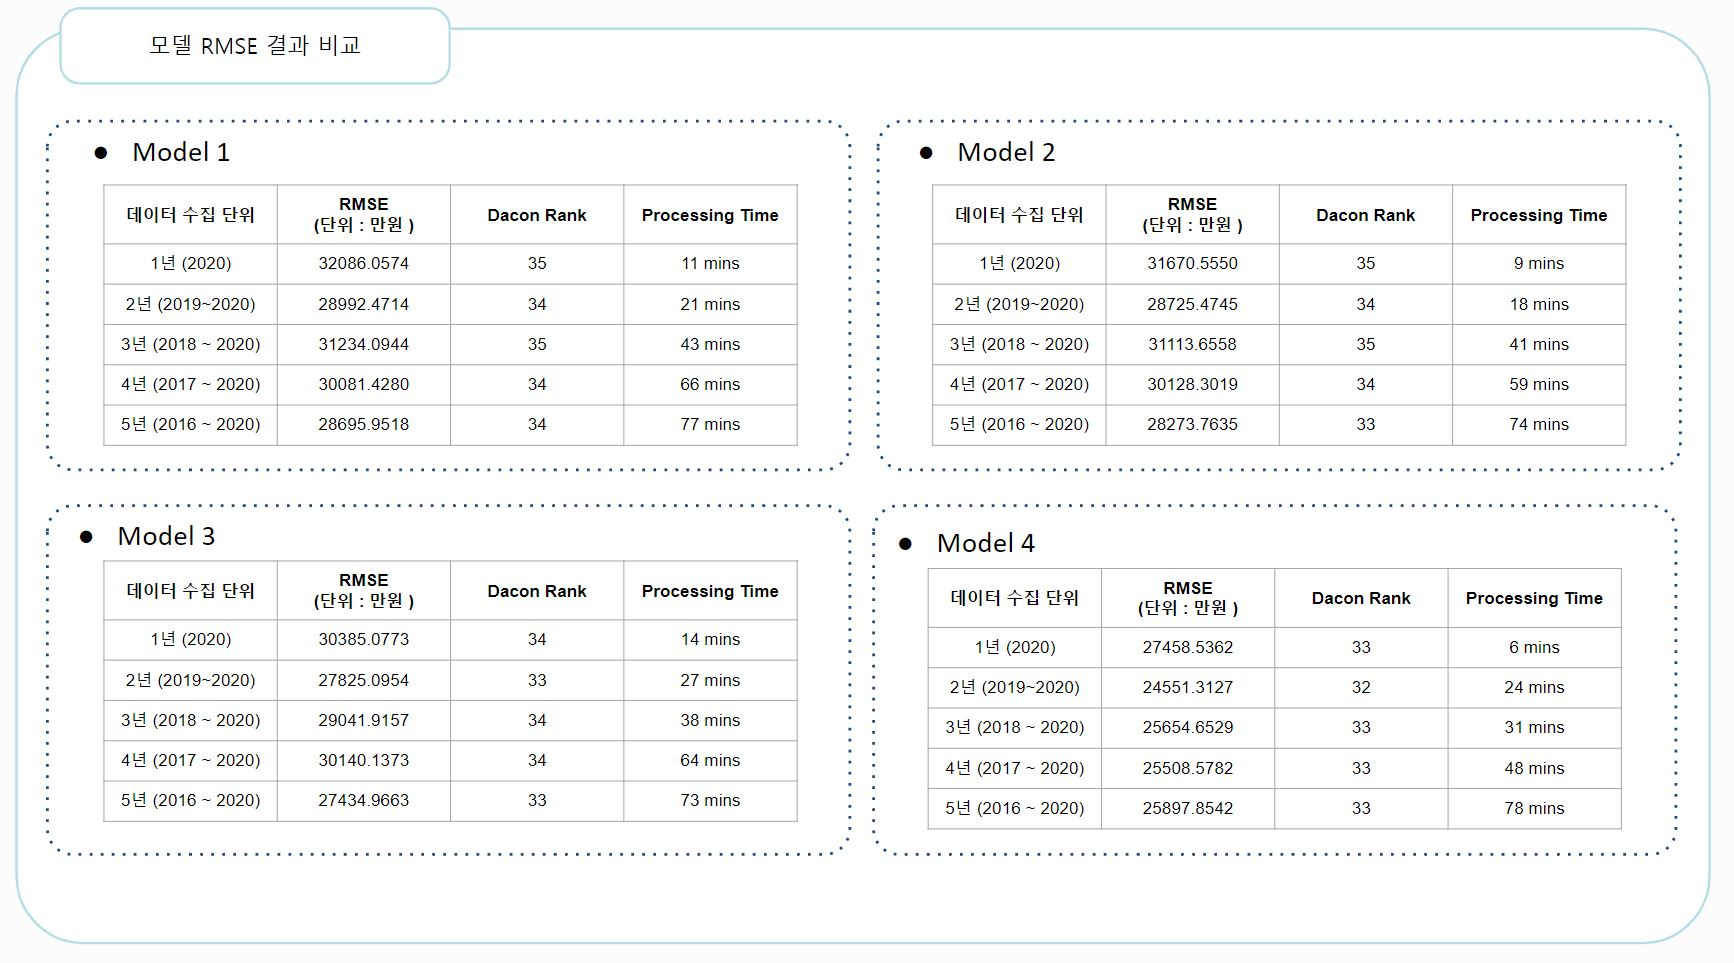 모델 RMSE 결과 비교
● Model 1
데이터 수집 단위 RMSE (단위 : 만원 ) Dacon Rank Processing Time
1년 (2020) 32086.0574 35 11 mins
2년 (2019~2020) 28992.4714 34 21 mins
3년 (2018 ~ 2020) 31234.0944 35 43 mins
4년 (2017 ~ 2020) 30081.4280 34 66 mins
5년 (2016 ~ 2020) 28695.9518 34 77 mins
● Model 2
데이터 수집 단위 RMSE (단위 : 만원 ) Dacon Rank Processing Time
1년 (2020) 31670.5550 35 9 mins
2년 (2019~2020) 28725.4745 34 18 mins
3년 (2018 ~ 2020) 31113.6558 35 41 mins
4년 (2017 ~ 2020) 30128.3019 34 59 mins
5년 (2016 ~ 2020) 28273.7635 33 74 mins
● Model 3
데이터 수집 단위 RMSE (단위 : 만원 ) Dacon Rank Processing Time
1년 (2020) 30385.0773 34 14 mins
2년 (2019~2020) 27825.0954 33 27 mins
3년 (2018 ~ 2020) 29041.9157 34 38 mins
4년 (2017 ~ 2020) 30140.1373 34 64 mins
5년 (2016 ~ 2020) 27434.9663 33 73 mins
● Model 4
데이터 수집 단위 RMSE (단위 : 만원 ) Dacon Rank Processing Time
1년 (2020) 27458.5362 33 6 mins
2년 (2019~2020) 24551.3127 32 24 mins
3년 (2018 ~ 2020) 25654.6529 33 31 mins
4년 (2017 ~ 2020) 25508.5782 33 48 mins
5년 (2016 ~ 2020) 25897.8542 33 78 mins